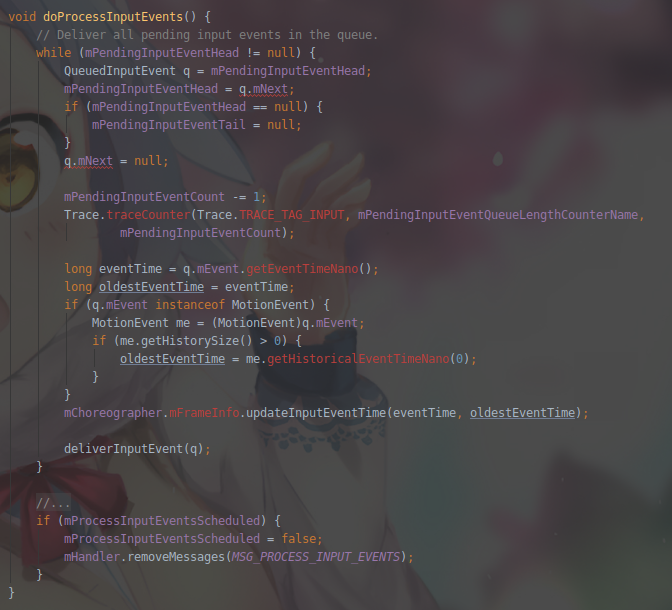 void doProcessInputEvents() {
    // Deliver all pending input events in the queue.
    while (mPendingInputEventHead != null) {
        QueuedInputEvent q = mPendingInputEventHead;
        mPendingInputEventHead = q.mNext;
        if (mPendingInputEventHead == null) {
            mPendingInputEventTail = null;
        }
        q.mNext = null;

        mPendingInputEventCount -= 1;
        Trace.traceCounter(Trace.TRACE_TAG_INPUT, mPendingInputEventQueueLengthCounterName,
                mPendingInputEventCount);

        long eventTime = q.mEvent.getEventTimeNano();
        long oldestEventTime = eventTime;
        if (q.mEvent instanceof MotionEvent) {
            MotionEvent me = (MotionEvent)q.mEvent;
            if (me.getHistorySize() > 0) {
                oldestEventTime = me.getHistoricalEventTimeNano(0);
            }
        }
        mChoreographer.mFrameInfo.updateInputEventTime(eventTime, oldestEventTime);

        deliverInputEvent(q);
    }

    //...
    if (mProcessInputEventsScheduled) {
        mProcessInputEventsScheduled = false;
        mHandler.removeMessages(MSG_PROCESS_INPUT_EVENTS);
    }
}